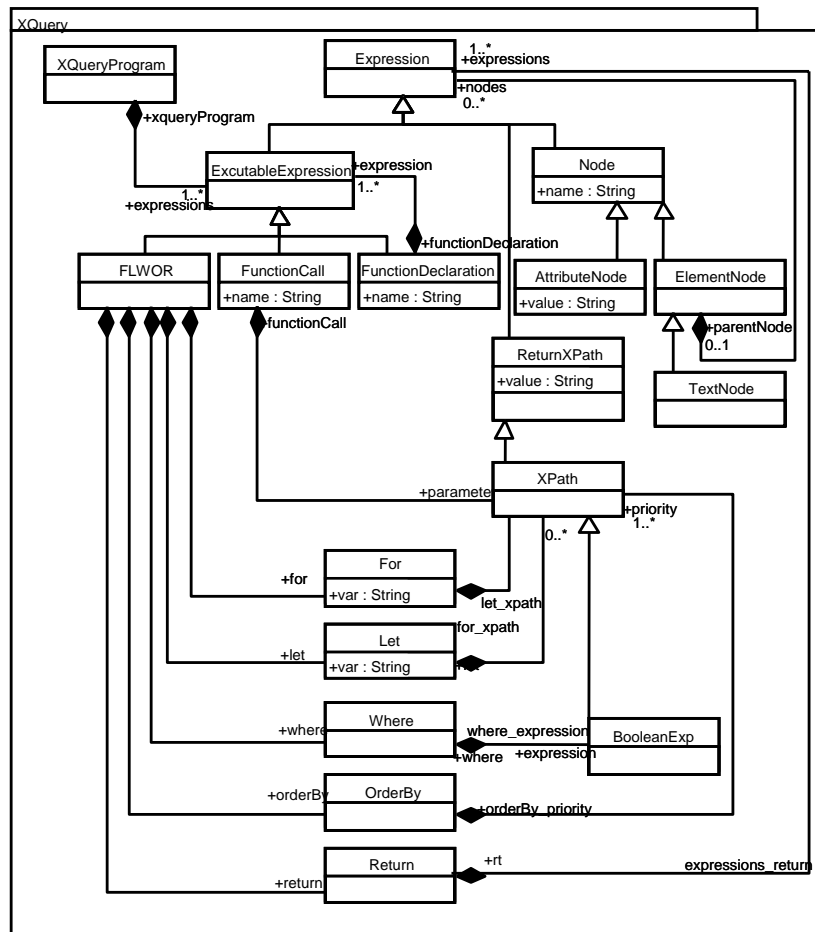 XQuery
XQueryProgram
Expression
1..*
+expressions
+nodes
0..*
+xqueryProgram
ExcutableExpression
+expression
1..*
Node
+name : String
1..*
+expressions
+functionDeclaration
FLWOR
FunctionCall
+name : String
FunctionDeclaration
+name : String
AttributeNode
+value : String
ElementNode
+functionCall
+parentNode
0..1
ReturnXPath
+value : String
TextNode
XPath
+paramete
+priority
0..*
1..*
For
+for
+var : String
let_xpath
for_xpath
Let
+let
+var : String
Where
+where
where_expression
+expression
+where
BooleanExp
OrderBy
+orderBy
+orderBy_priority
Return
+rt
expressions_return
+return